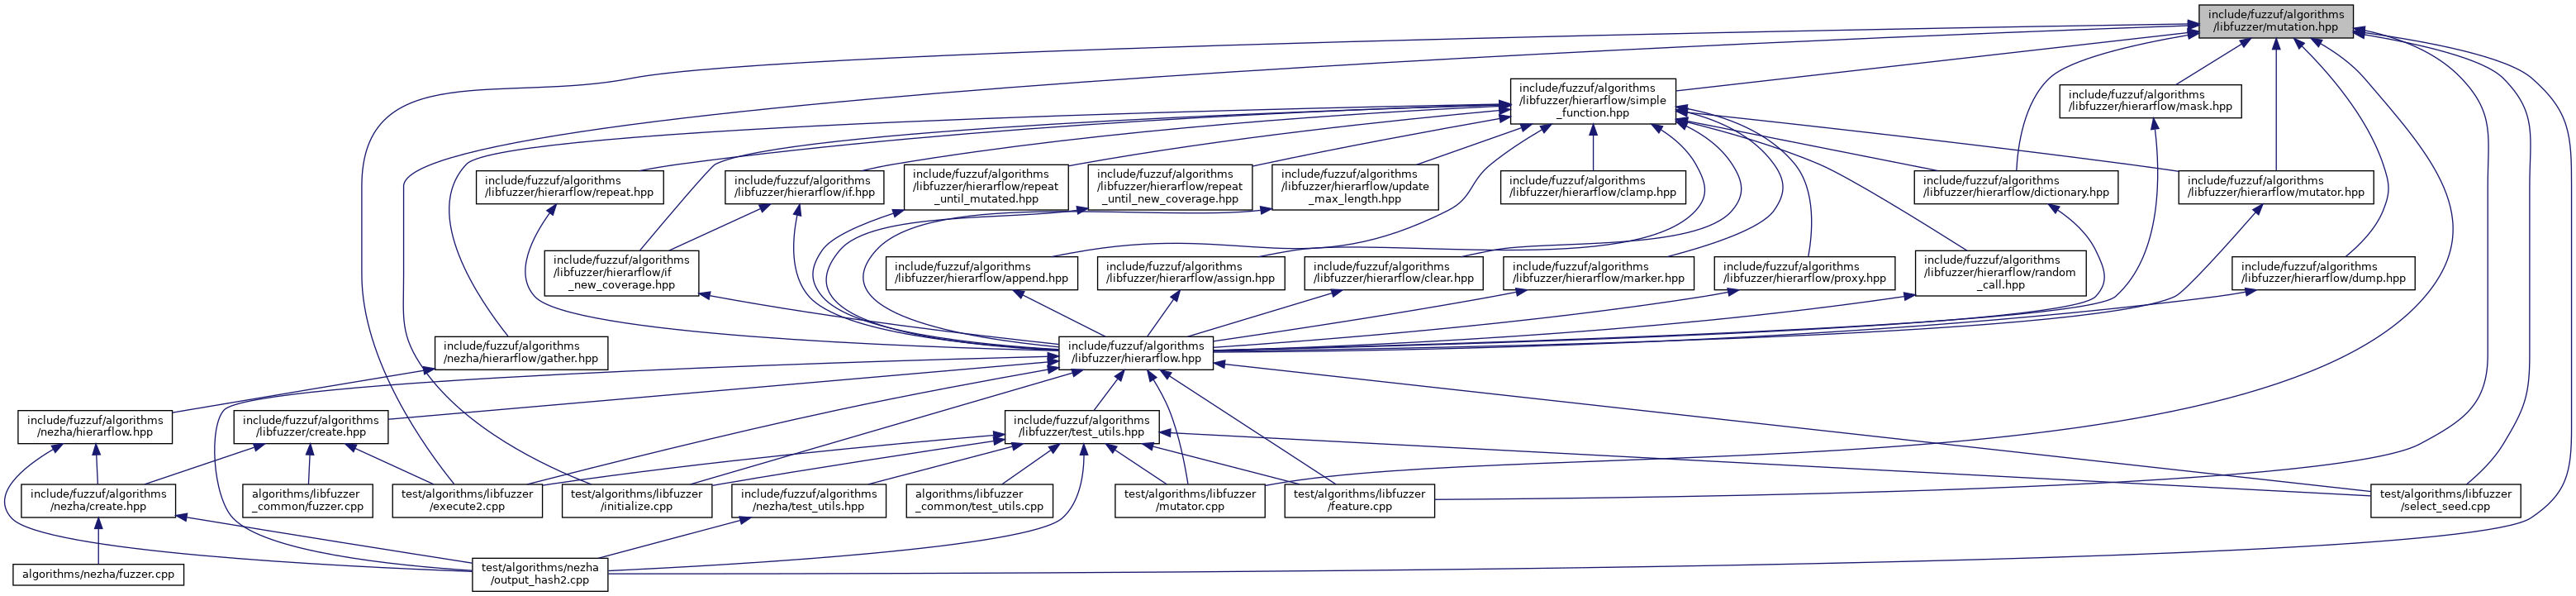 include/fuzzuf/algorithms
/libfuzzer/mutation.hpp
include/fuzzuf/algorithms
/libfuzzer/hierarflow/simple
_function.hpp
include/fuzzuf/algorithms
/libfuzzer/hierarflow/mask.hpp
include/fuzzuf/algorithms
/libfuzzer/hierarflow/repeat.hpp
include/fuzzuf/algorithms
/libfuzzer/hierarflow/if.hpp
include/fuzzuf/algorithms
/libfuzzer/hierarflow/repeat
_until_mutated.hpp
include/fuzzuf/algorithms
/libfuzzer/hierarflow/repeat
_until_new_coverage.hpp
include/fuzzuf/algorithms
/libfuzzer/hierarflow/update
_max_length.hpp
include/fuzzuf/algorithms
/libfuzzer/hierarflow/clamp.hpp
include/fuzzuf/algorithms
/libfuzzer/hierarflow/dictionary.hpp
include/fuzzuf/algorithms
/libfuzzer/hierarflow/mutator.hpp
include/fuzzuf/algorithms
/libfuzzer/hierarflow/if
_new_coverage.hpp
include/fuzzuf/algorithms
/libfuzzer/hierarflow/append.hpp
include/fuzzuf/algorithms
/libfuzzer/hierarflow/assign.hpp
include/fuzzuf/algorithms
/libfuzzer/hierarflow/clear.hpp
include/fuzzuf/algorithms
/libfuzzer/hierarflow/marker.hpp
include/fuzzuf/algorithms
/libfuzzer/hierarflow/proxy.hpp
include/fuzzuf/algorithms
/libfuzzer/hierarflow/random
_call.hpp
include/fuzzuf/algorithms
/libfuzzer/hierarflow/dump.hpp
include/fuzzuf/algorithms
/nezha/hierarflow/gather.hpp
include/fuzzuf/algorithms
/libfuzzer/hierarflow.hpp
include/fuzzuf/algorithms
/nezha/hierarflow.hpp
include/fuzzuf/algorithms
/libfuzzer/create.hpp
include/fuzzuf/algorithms
/libfuzzer/test_utils.hpp
include/fuzzuf/algorithms
/nezha/create.hpp
algorithms/libfuzzer
_common/fuzzer.cpp
test/algorithms/libfuzzer
/execute2.cpp
test/algorithms/libfuzzer
/initialize.cpp
include/fuzzuf/algorithms
/nezha/test_utils.hpp
algorithms/libfuzzer
_common/test_utils.cpp
test/algorithms/libfuzzer
/mutator.cpp
test/algorithms/libfuzzer
/feature.cpp
test/algorithms/libfuzzer
/select_seed.cpp
algorithms/nezha/fuzzer.cpp
test/algorithms/nezha
/output_hash2.cpp